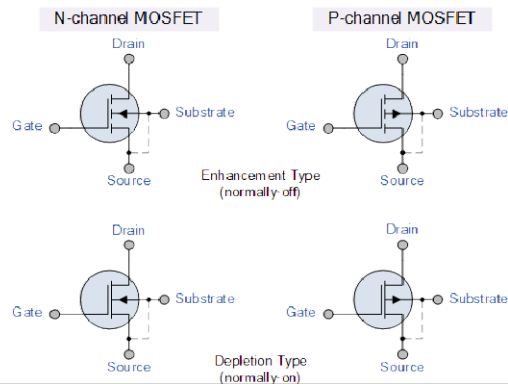 N-channel MOSFET
P-channel MOSFET
Drain
Drain
Gate
Substrate
Gate
Substrate
Source
Source
Enhancement Type
(normally-off)
Drain
Drain
Gate
Substrate
Gate
Substrate
Source
Source
Depletion Type
(normally-on)